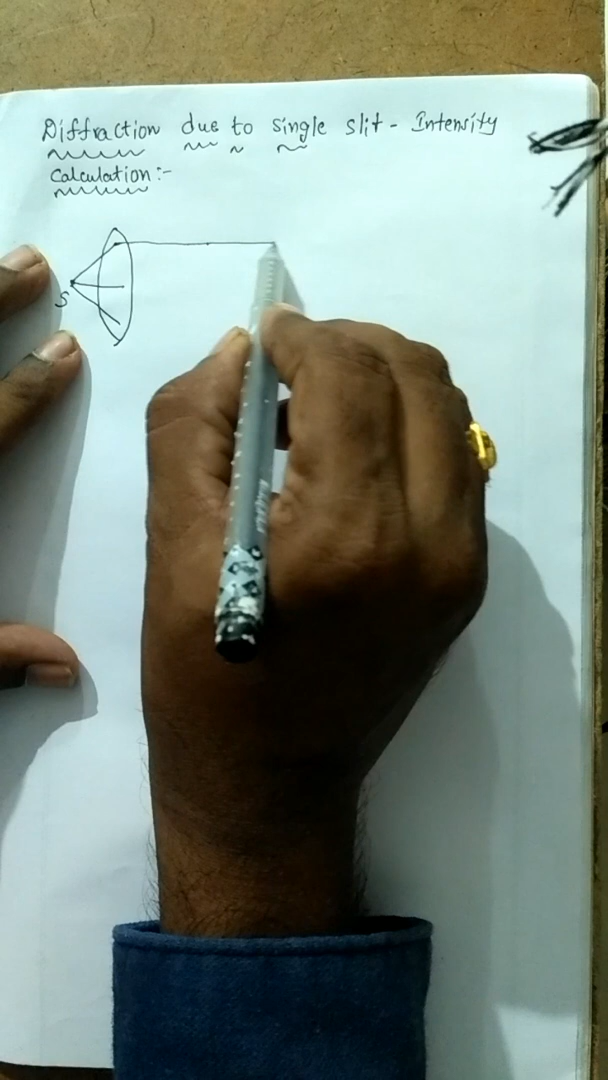 Diffraction due to single slit - Intensity
Calculation :-
S